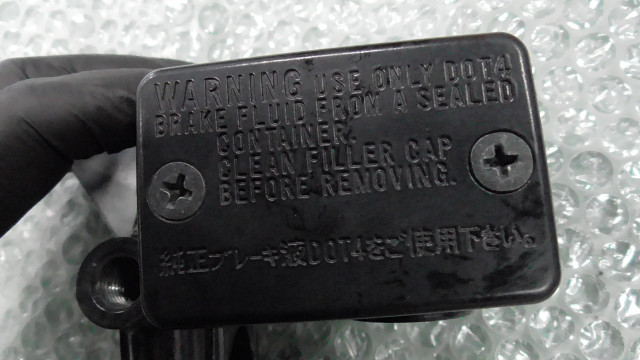 WARNING USE ONLY DOT4
BRAKE FLUID FROM A SEALED
CONTAINER.
CLEAN FILLER CAP
BEFORE REMOVING.
純正ブレーキ液DOT4をご使用下さい。